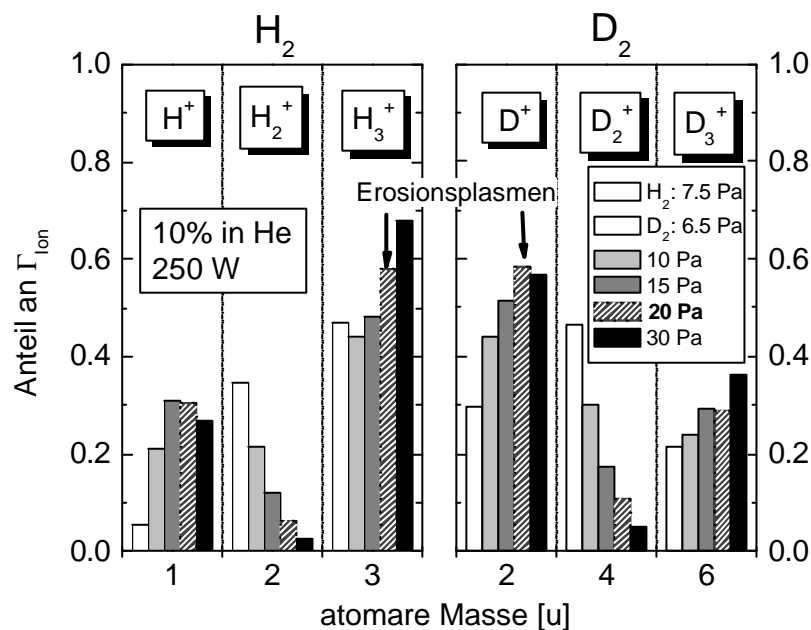 H₂ D₂
1.0 1.0
H⁺ H₂⁺ H₃⁺ D⁺ D₂⁺ D₃⁺
0.8 0.8
Erosionsplasmen
H₂: 7.5 Pa
D₂: 6.5 Pa
10 Pa
15 Pa
20 Pa
30 Pa
10% in He
250 W
0.6 0.6
0.4 0.4
0.2 0.2
0.0 0.0
Anteil an Γ_Ion
1 2 3 2 4 6
atomare Masse [u]